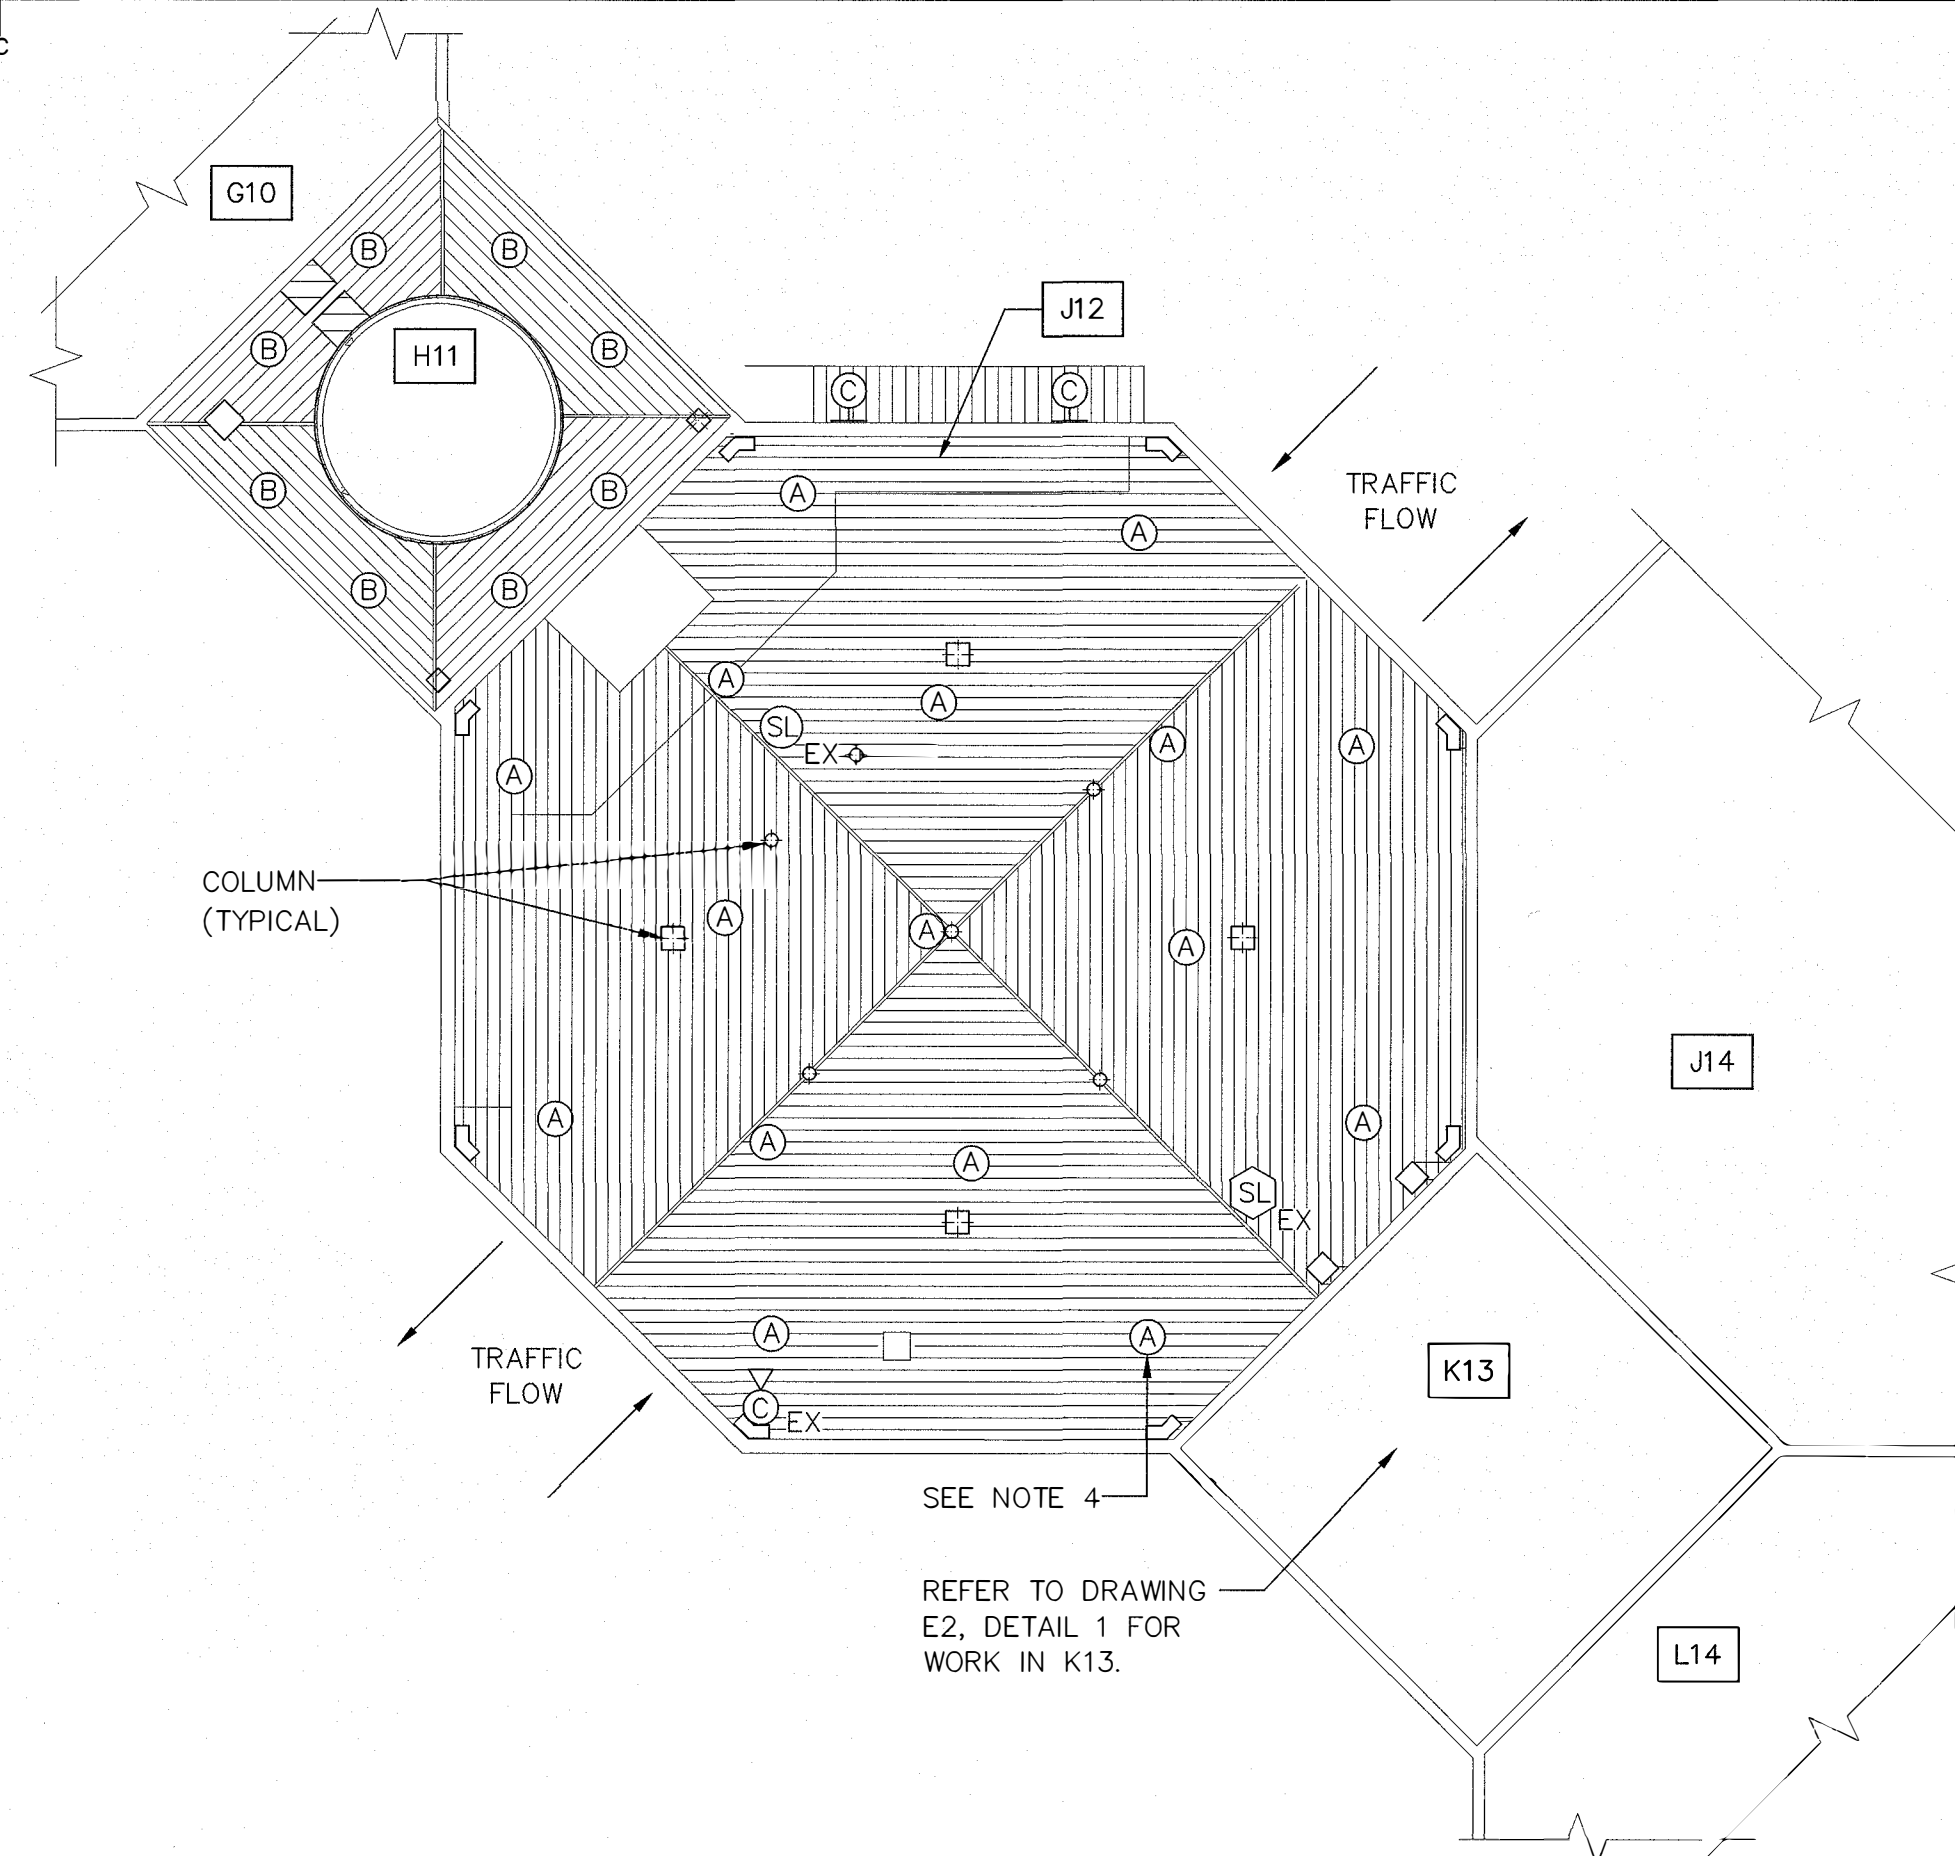 C
G10
B
B
J12
H11
B
B
C
C
TRAFFIC
FLOW
A
B
B
A
B
B
A
A
SL
EX
A
A
A
COLUMN
(TYPICAL)
A
A
A
J14
A
A
A
A
SL
EX
A
A
TRAFFIC
FLOW
K13
C
EX
SEE NOTE 4
REFER TO DRAWING
E2, DETAIL 1 FOR
WORK IN K13.
L14